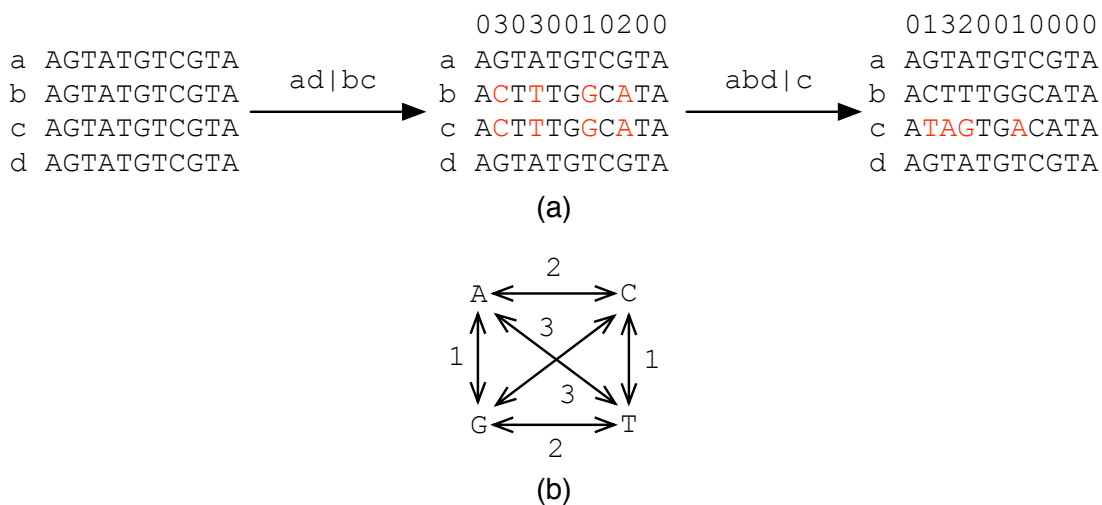 a AGTATGTCGTA
b AGTATGTCGTA
c AGTATGTCGTA
d AGTATGTCGTA
ad|bc
03030010200
a AGTATGTCGTA
b ACTTTGGCATA
c ACTTTGGCATA
d AGTATGTCGTA
abd|c
01320010000
a AGTATGTCGTA
b ACTTTGGCATA
c ATAGTGACATA
d AGTATGTCGTA
(a)
2
A C
3
1 1
3
G T
2
(b)